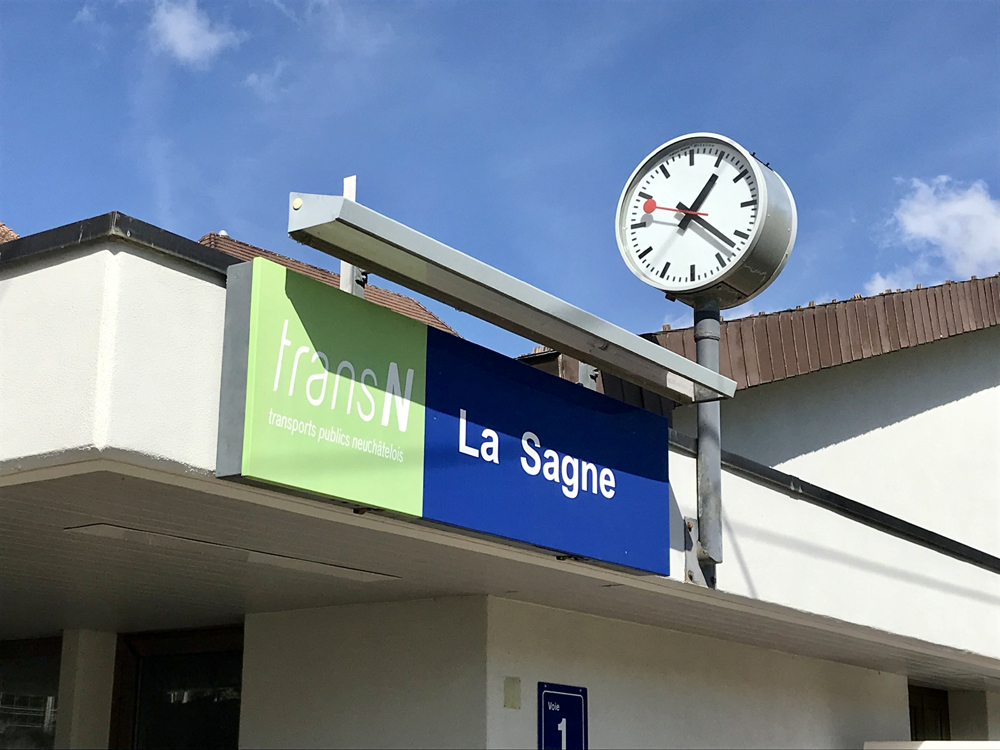 transN
transports publics neuchâtelois
La Sagne
Voie
1